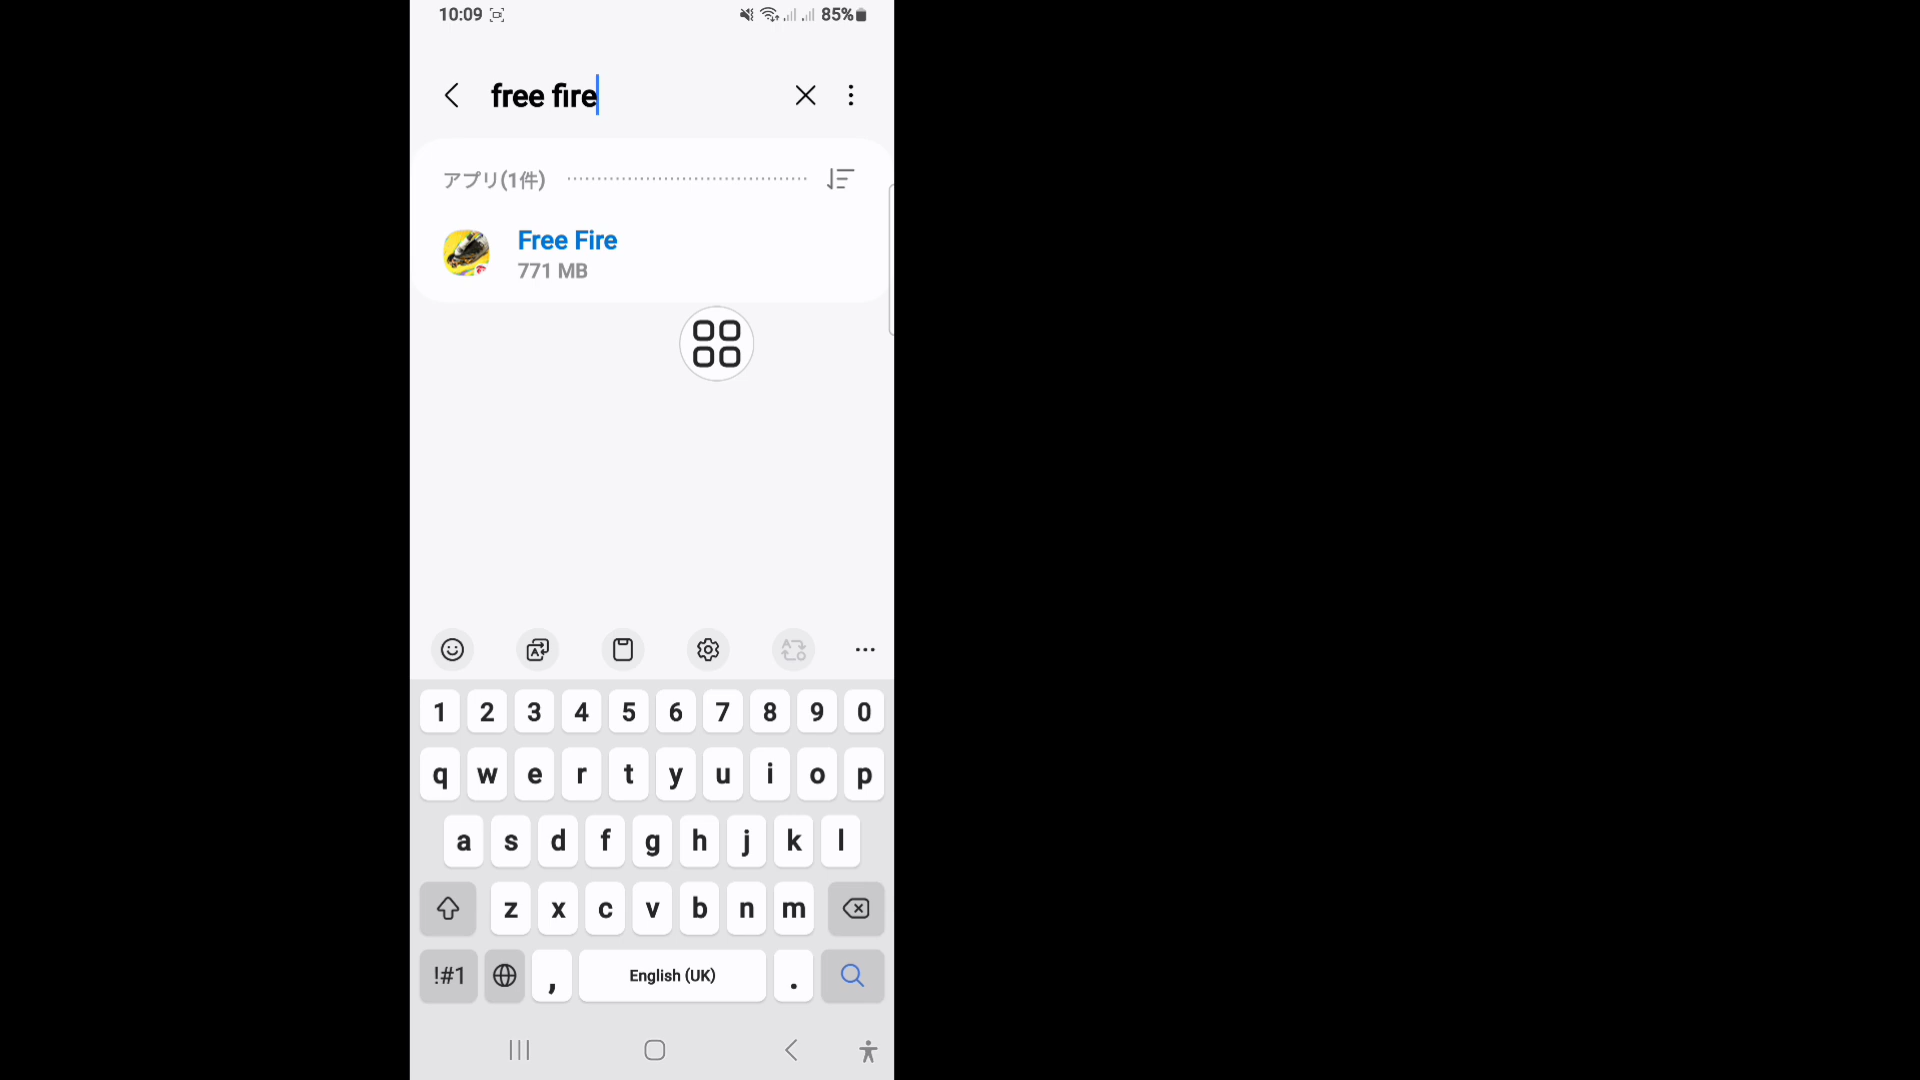 10:09 85%
free fire
アプリ(1件)
Free Fire
771 MB
1 2 3 4 5 6 7 8 9 0
q w e r t y u i o p
a s d f g h j k l
z x c v b n m
!#1 , English (UK) .